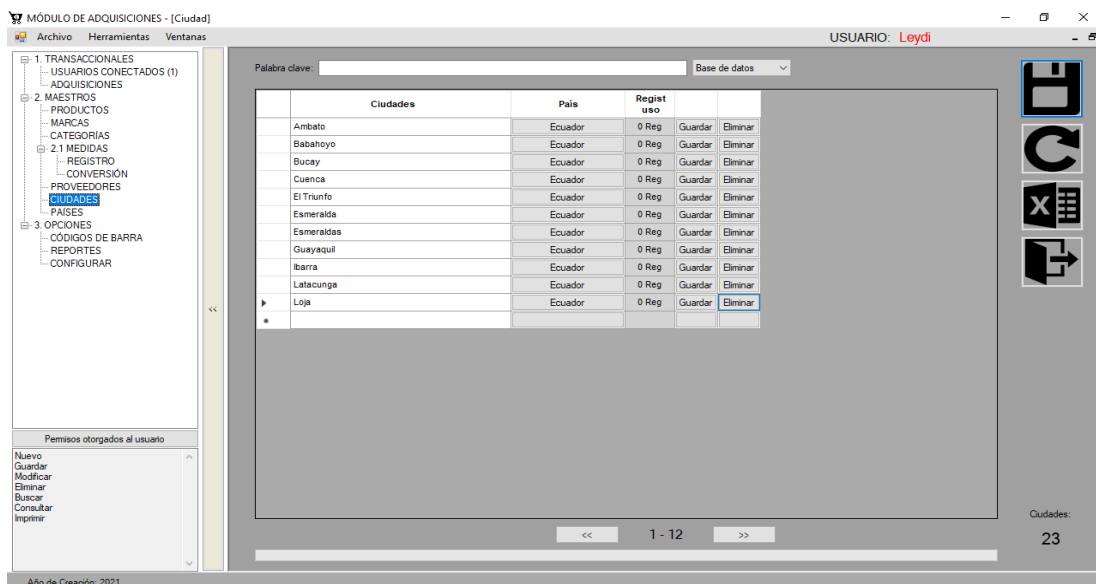 MÓDULO DE ADQUISICIONES - [Ciudad]
Archivo Herramientas Ventanas
USUARIO: Leydi
1. TRANSACCIONALES
USUARIOS CONECTADOS (1)
ADQUISICIONES
2. MAESTROS
PRODUCTOS
MARCAS
CATEGORÍAS
2.1 MEDIDAS
REGISTRO
CONVERSIÓN
PROVEEDORES
CIUDADES
PAÍSES
3. OPCIONES
CÓDIGOS DE BARRA
REPORTES
CONFIGURAR
Permisos otorgados al usuario
Nuevo
Guardar
Modificar
Eliminar
Buscar
Consultar
Imprimir
<<
Palabra clave: Base de datos
Ciudades País Regist
uso
Ambato Ecuador 0 Reg Guardar Eliminar
Babahoyo Ecuador 0 Reg Guardar Eliminar
Bucay Ecuador 0 Reg Guardar Eliminar
Cuenca Ecuador 0 Reg Guardar Eliminar
El Triunfo Ecuador 0 Reg Guardar Eliminar
Esmeralda Ecuador 0 Reg Guardar Eliminar
Esmeraldas Ecuador 0 Reg Guardar Eliminar
Guayaquil Ecuador 0 Reg Guardar Eliminar
Ibarra Ecuador 0 Reg Guardar Eliminar
Latacunga Ecuador 0 Reg Guardar Eliminar
Loja Ecuador 0 Reg Guardar Eliminar
<< 1 - 12 >>
X
Ciudades:
23
Año de Creación: 2021